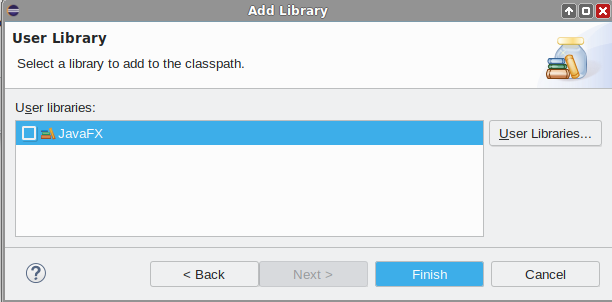 Add Library
User Library
Select a library to add to the classpath.
User libraries:
JavaFX
User Libraries...
?
< Back
Next >
Finish
Cancel